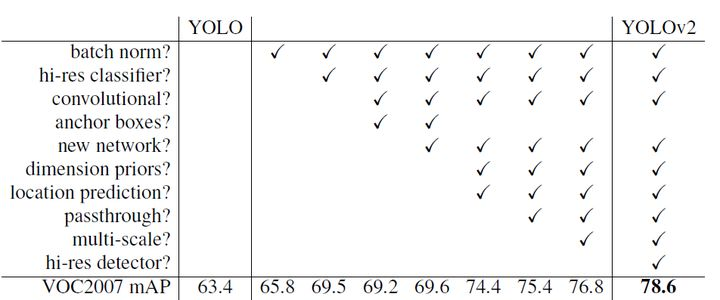 YOLO YOLOv2
batch norm? ✓ ✓ ✓ ✓ ✓ ✓ ✓ ✓
hi-res classifier? ✓ ✓ ✓ ✓ ✓ ✓ ✓
convolutional? ✓ ✓ ✓ ✓ ✓ ✓
anchor boxes? ✓ ✓
new network? ✓ ✓ ✓ ✓ ✓
dimension priors? ✓ ✓ ✓ ✓
location prediction? ✓ ✓ ✓ ✓
passthrough? ✓ ✓ ✓
multi-scale? ✓ ✓
hi-res detector? ✓
VOC2007 mAP 63.4 65.8 69.5 69.2 69.6 74.4 75.4 76.8 78.6